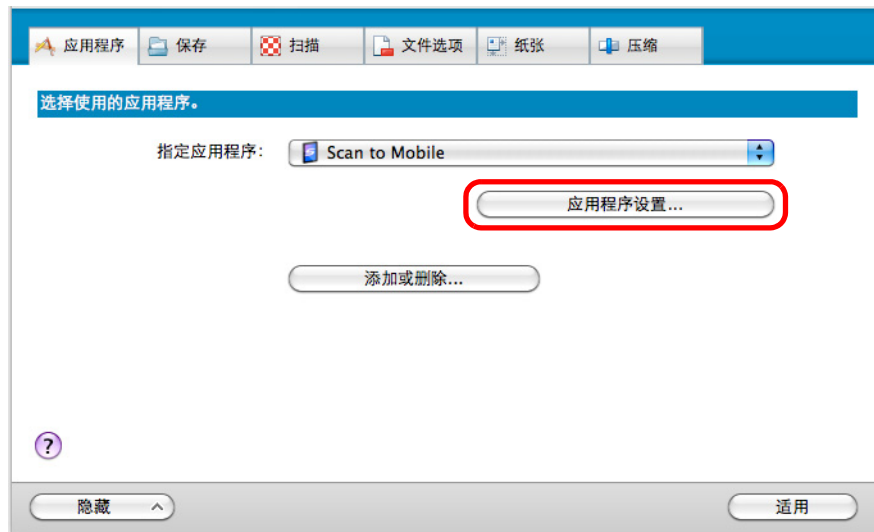 应用程序 保存 扫描 文件选项 纸张 压缩
选择使用的应用程序。
指定应用程序: Scan to Mobile
应用程序设置...
添加或删除...
?
隐藏 适用